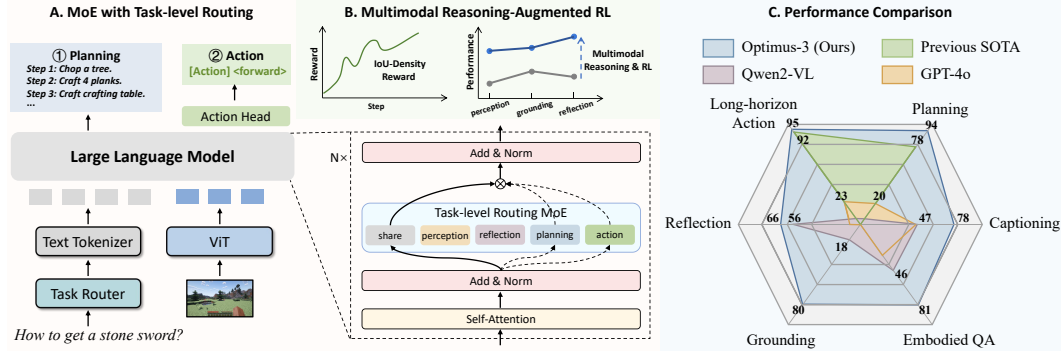 A. MoE with Task-level Routing
① Planning
Step 1: Chop a tree.
Step 2: Craft 4 planks.
Step 3: Craft crafting table.
...
② Action
[Action] <forward>
Action Head
Large Language Model
Text Tokenizer
ViT
Task Router
How to get a stone sword?
B. Multimodal Reasoning-Augmented RL
Reward
IoU-Density
Reward
Step
Performance
perception
grounding
reflection
Multimodal
Reasoning & RL
N×
Add & Norm
Task-level Routing MoE
share
perception
reflection
planning
action
Add & Norm
Self-Attention
C. Performance Comparison
Optimus-3 (Ours)
Previous SOTA
Qwen2-VL
GPT-4o
Long-horizon
Action
Planning
95
94
92
78
23
20
Reflection
66
56
47
78
Captioning
18
46
80
81
Grounding
Embodied QA